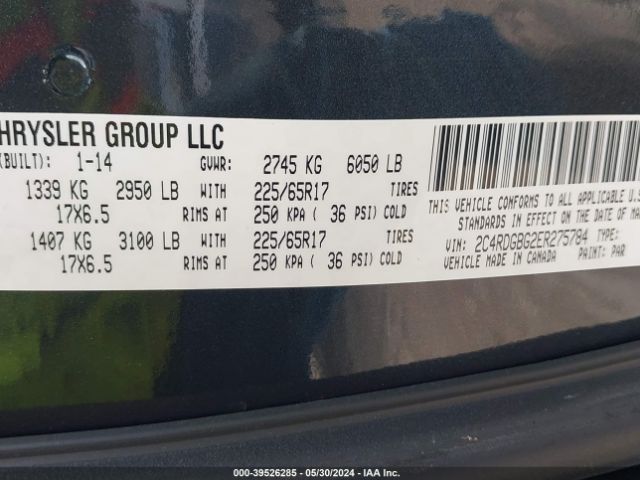 HRYSLER GROUP LLC
(BUILT): 1-14 GVWR: 2745 KG 6050 LB
1339 KG 2950 LB WITH 225/65R17 TIRES
17X6.5 RIMS AT 250 KPA ( 36 PSI) COLD
1407 KG 3100 LB WITH 225/65R17 TIRES
17X6.5 RIMS AT 250 KPA ( 36 PSI) COLD
THIS VEHICLE CONFORMS TO ALL APPLICABLE U.S
STANDARDS IN EFFECT ON THE DATE OF MA
VIN: 2C4RDGBG2ER275784 TYPE:
VEHICLE MADE IN CANADA PAINT: PAR
000-39526285 - 05/30/2024 - IAA Inc.